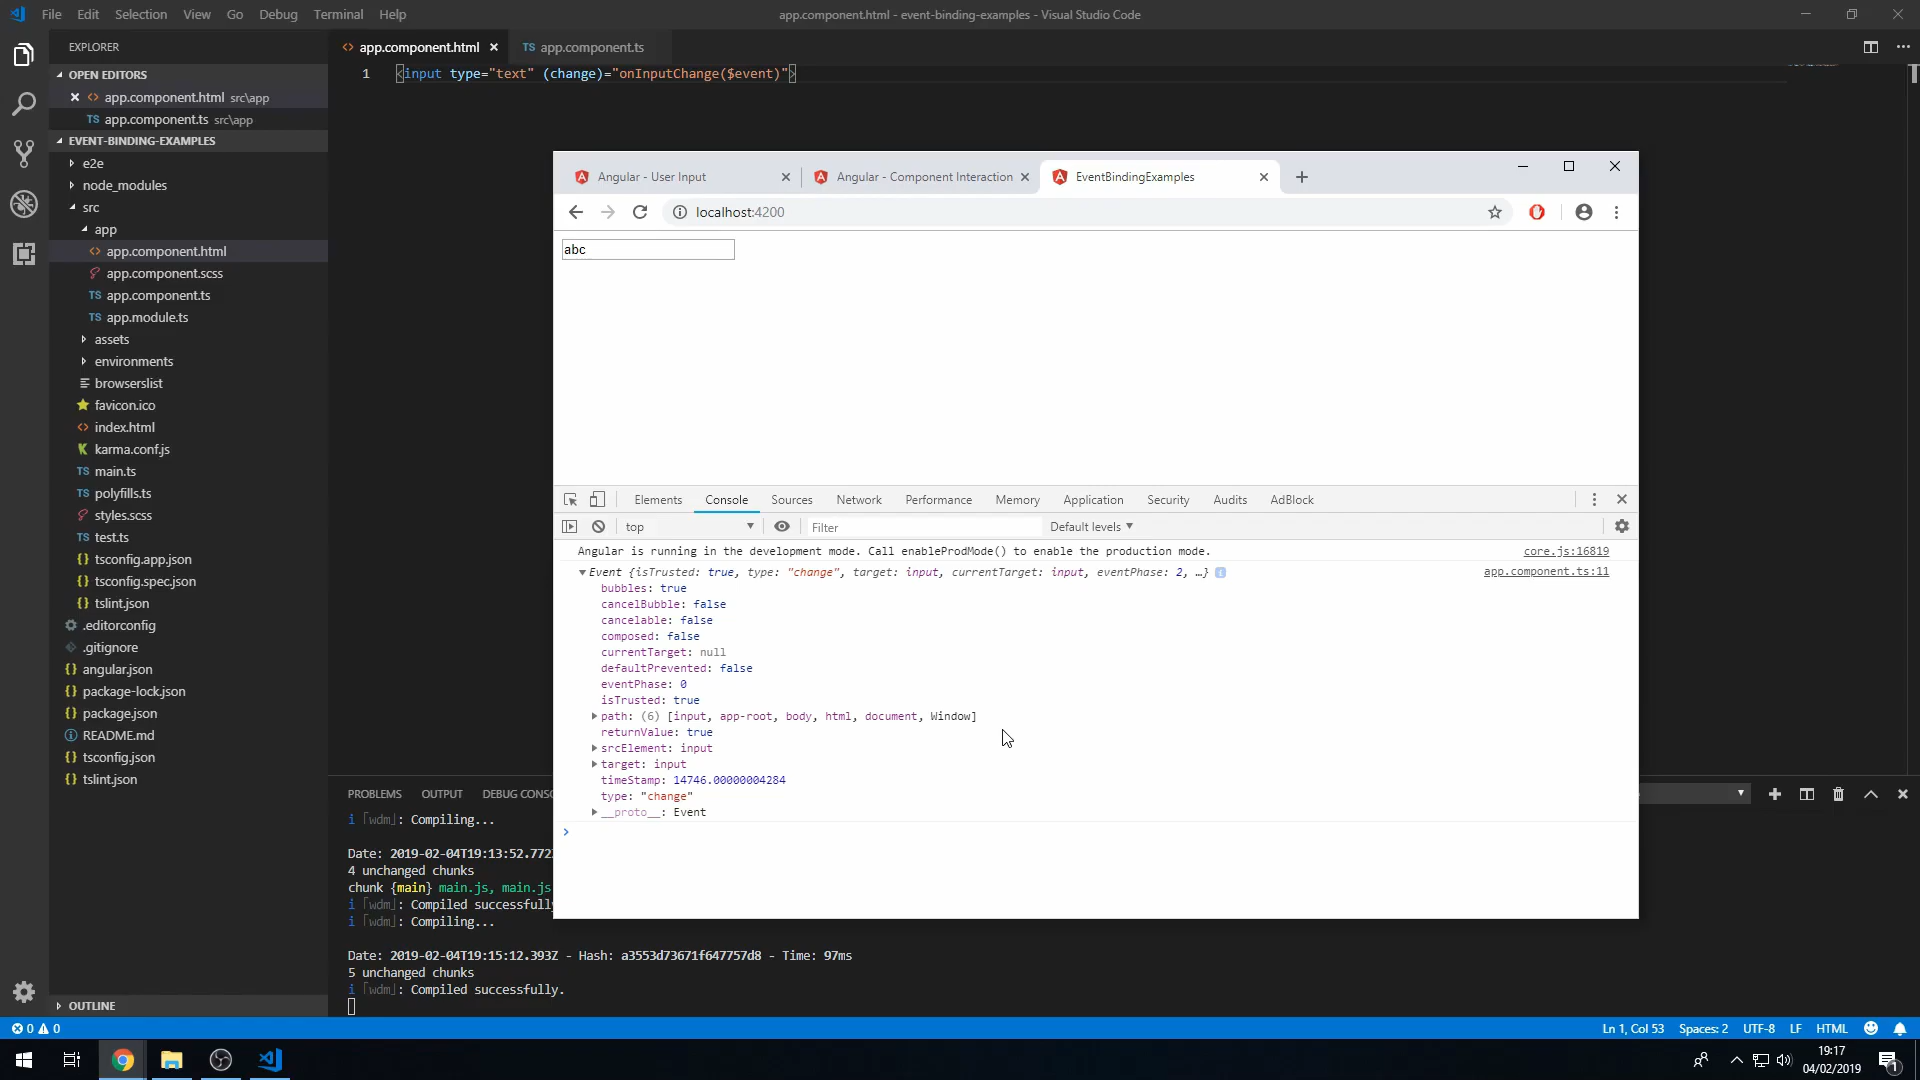 File Edit Selection View Go Debug Terminal Help
app.component.html - event-binding-examples - Visual Studio Code
EXPLORER
OPEN EDITORS
app.component.html src\app
app.component.ts src\app
EVENT-BINDING-EXAMPLES
e2e
node_modules
src
app
app.component.html
app.component.scss
app.component.ts
app.module.ts
assets
environments
browserslist
favicon.ico
index.html
karma.conf.js
main.ts
polyfills.ts
styles.scss
test.ts
tsconfig.app.json
tsconfig.spec.json
tslint.json
.editorconfig
.gitignore
angular.json
package-lock.json
package.json
README.md
tsconfig.json
tslint.json
OUTLINE
app.component.html
TS app.component.ts
1 <input type="text" (change)="onInputChange($event)">
Angular - User Input
Angular - Component Interaction
EventBindingExamples
localhost:4200
abc
Elements Console Sources Network Performance Memory Application Security Audits AdBlock
top Filter Default levels
Angular is running in the development mode. Call enableProdMode() to enable the production mode. core.js:16819
Event {isTrusted: true, type: "change", target: input, currentTarget: input, eventPhase: 2, …} app.component.ts:11
bubbles: true
cancelBubble: false
cancelable: false
composed: false
currentTarget: null
defaultPrevented: false
eventPhase: 0
isTrusted: true
path: (6) [input, app-root, body, html, document, Window]
returnValue: true
srcElement: input
target: input
timeStamp: 14746.00000004284
type: "change"
__proto__: Event
PROBLEMS OUTPUT DEBUG CONSO
i ｢wdm｣: Compiling...
Date: 2019-02-04T19:13:52.772
4 unchanged chunks
chunk {main} main.js, main.js
i ｢wdm｣: Compiled successfully
i ｢wdm｣: Compiling...
Date: 2019-02-04T19:15:12.393Z - Hash: a3553d73671f647757d8 - Time: 97ms
5 unchanged chunks
i ｢wdm｣: Compiled successfully.
0 0
Ln 1, Col 53 Spaces: 2 UTF-8 LF HTML
19:17
04/02/2019
1